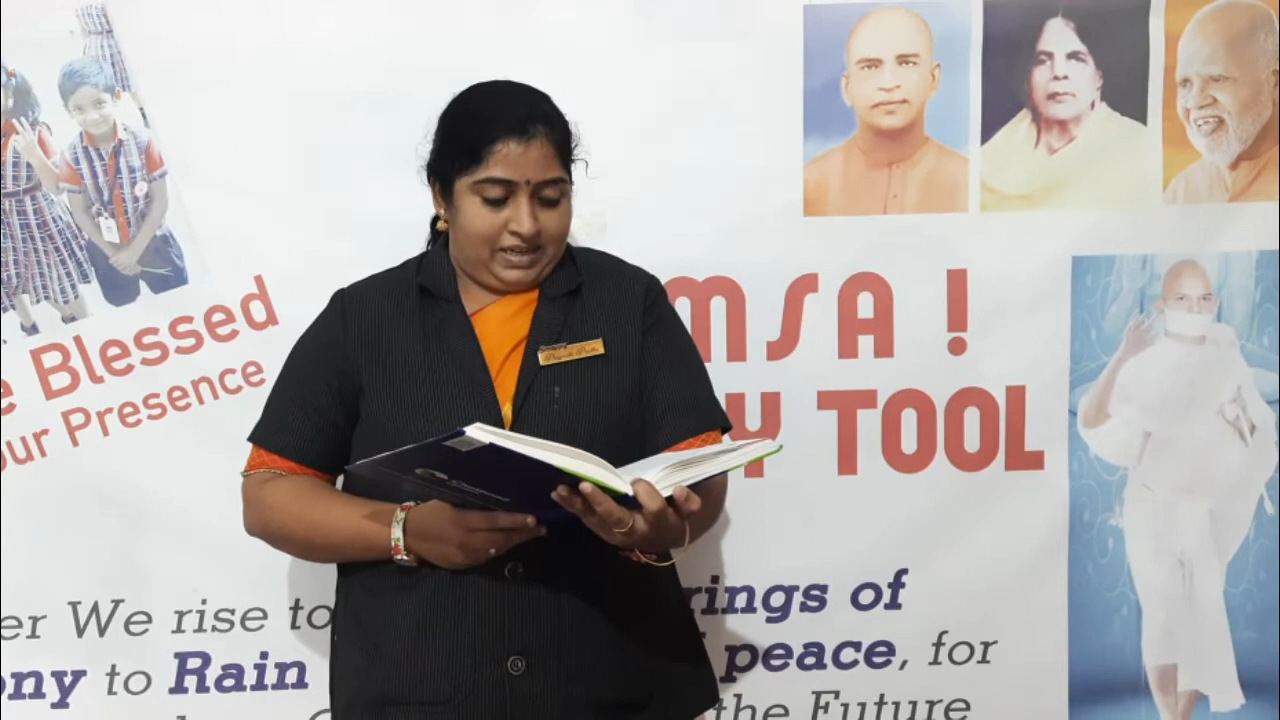 e Blessed
our Presence
MSA !
Y TOOL
er We rise to
rings of
ony to Rain
peace, for
the Future